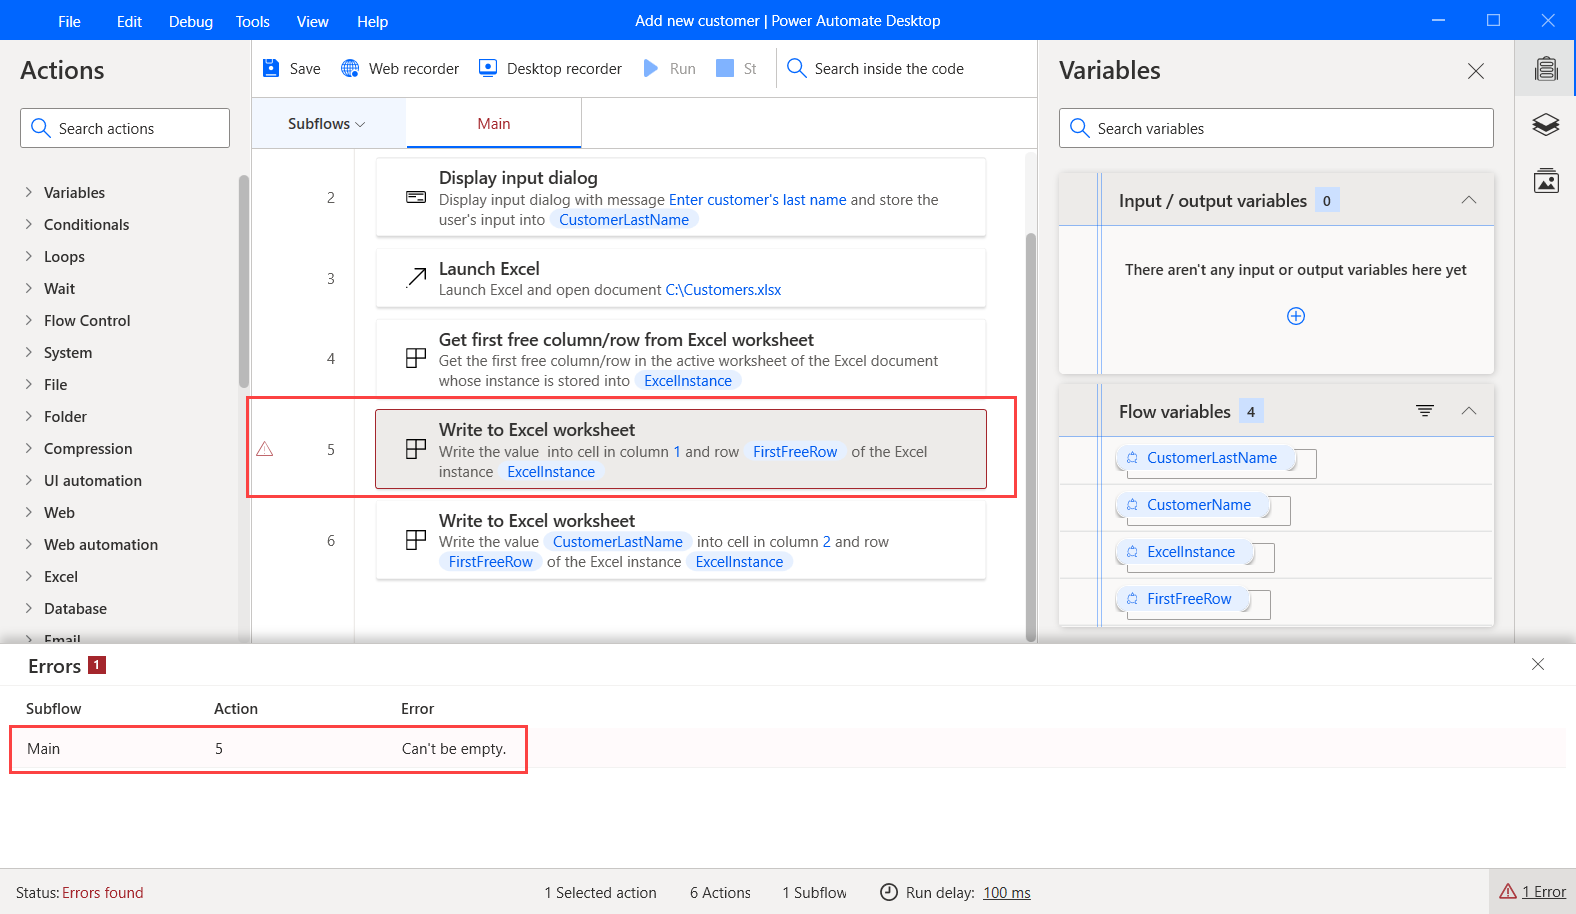 File Edit Debug Tools View Help Add new customer | Power Automate Desktop
Actions
Search actions
Variables
Conditionals
Loops
Wait
Flow Control
System
File
Folder
Compression
UI automation
Web
Web automation
Excel
Database
Email
Save Web recorder Desktop recorder Run St Search inside the code
Subflows Main
2
Display input dialog
Display input dialog with message Enter customer's last name and store the
user's input into CustomerLastName
3
Launch Excel
Launch Excel and open document C:\Customers.xlsx
4
Get first free column/row from Excel worksheet
Get the first free column/row in the active worksheet of the Excel document
whose instance is stored into ExcelInstance
5
Write to Excel worksheet
Write the value into cell in column 1 and row FirstFreeRow of the Excel
instance ExcelInstance
6
Write to Excel worksheet
Write the value CustomerLastName into cell in column 2 and row
FirstFreeRow of the Excel instance ExcelInstance
Variables
Search variables
Input / output variables 0
There aren't any input or output variables here yet
Flow variables 4
CustomerLastName
CustomerName
ExcelInstance
FirstFreeRow
Errors 1
Subflow Action Error
Main 5 Can't be empty.
Status: Errors found 1 Selected action 6 Actions 1 Subflow Run delay: 100 ms 1 Error